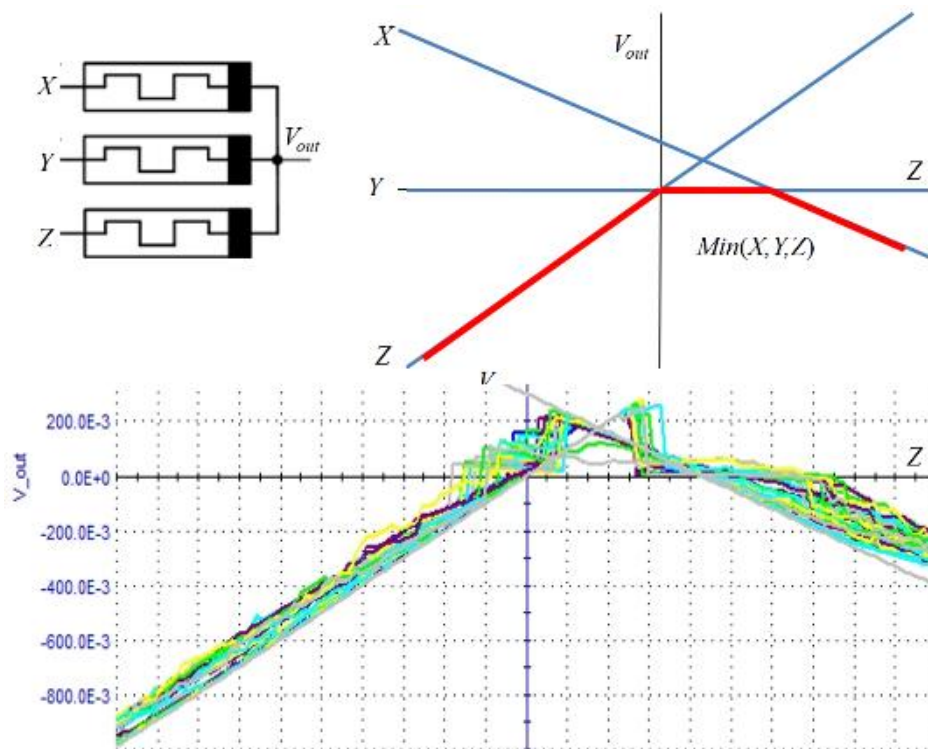 X
Y
Z
V_out
X
V_out
Y
Z
Min(X,Y,Z)
Z
V_out
200.0E-3
0.0E+0
-200.0E-3
-400.0E-3
-600.0E-3
-800.0E-3
Z